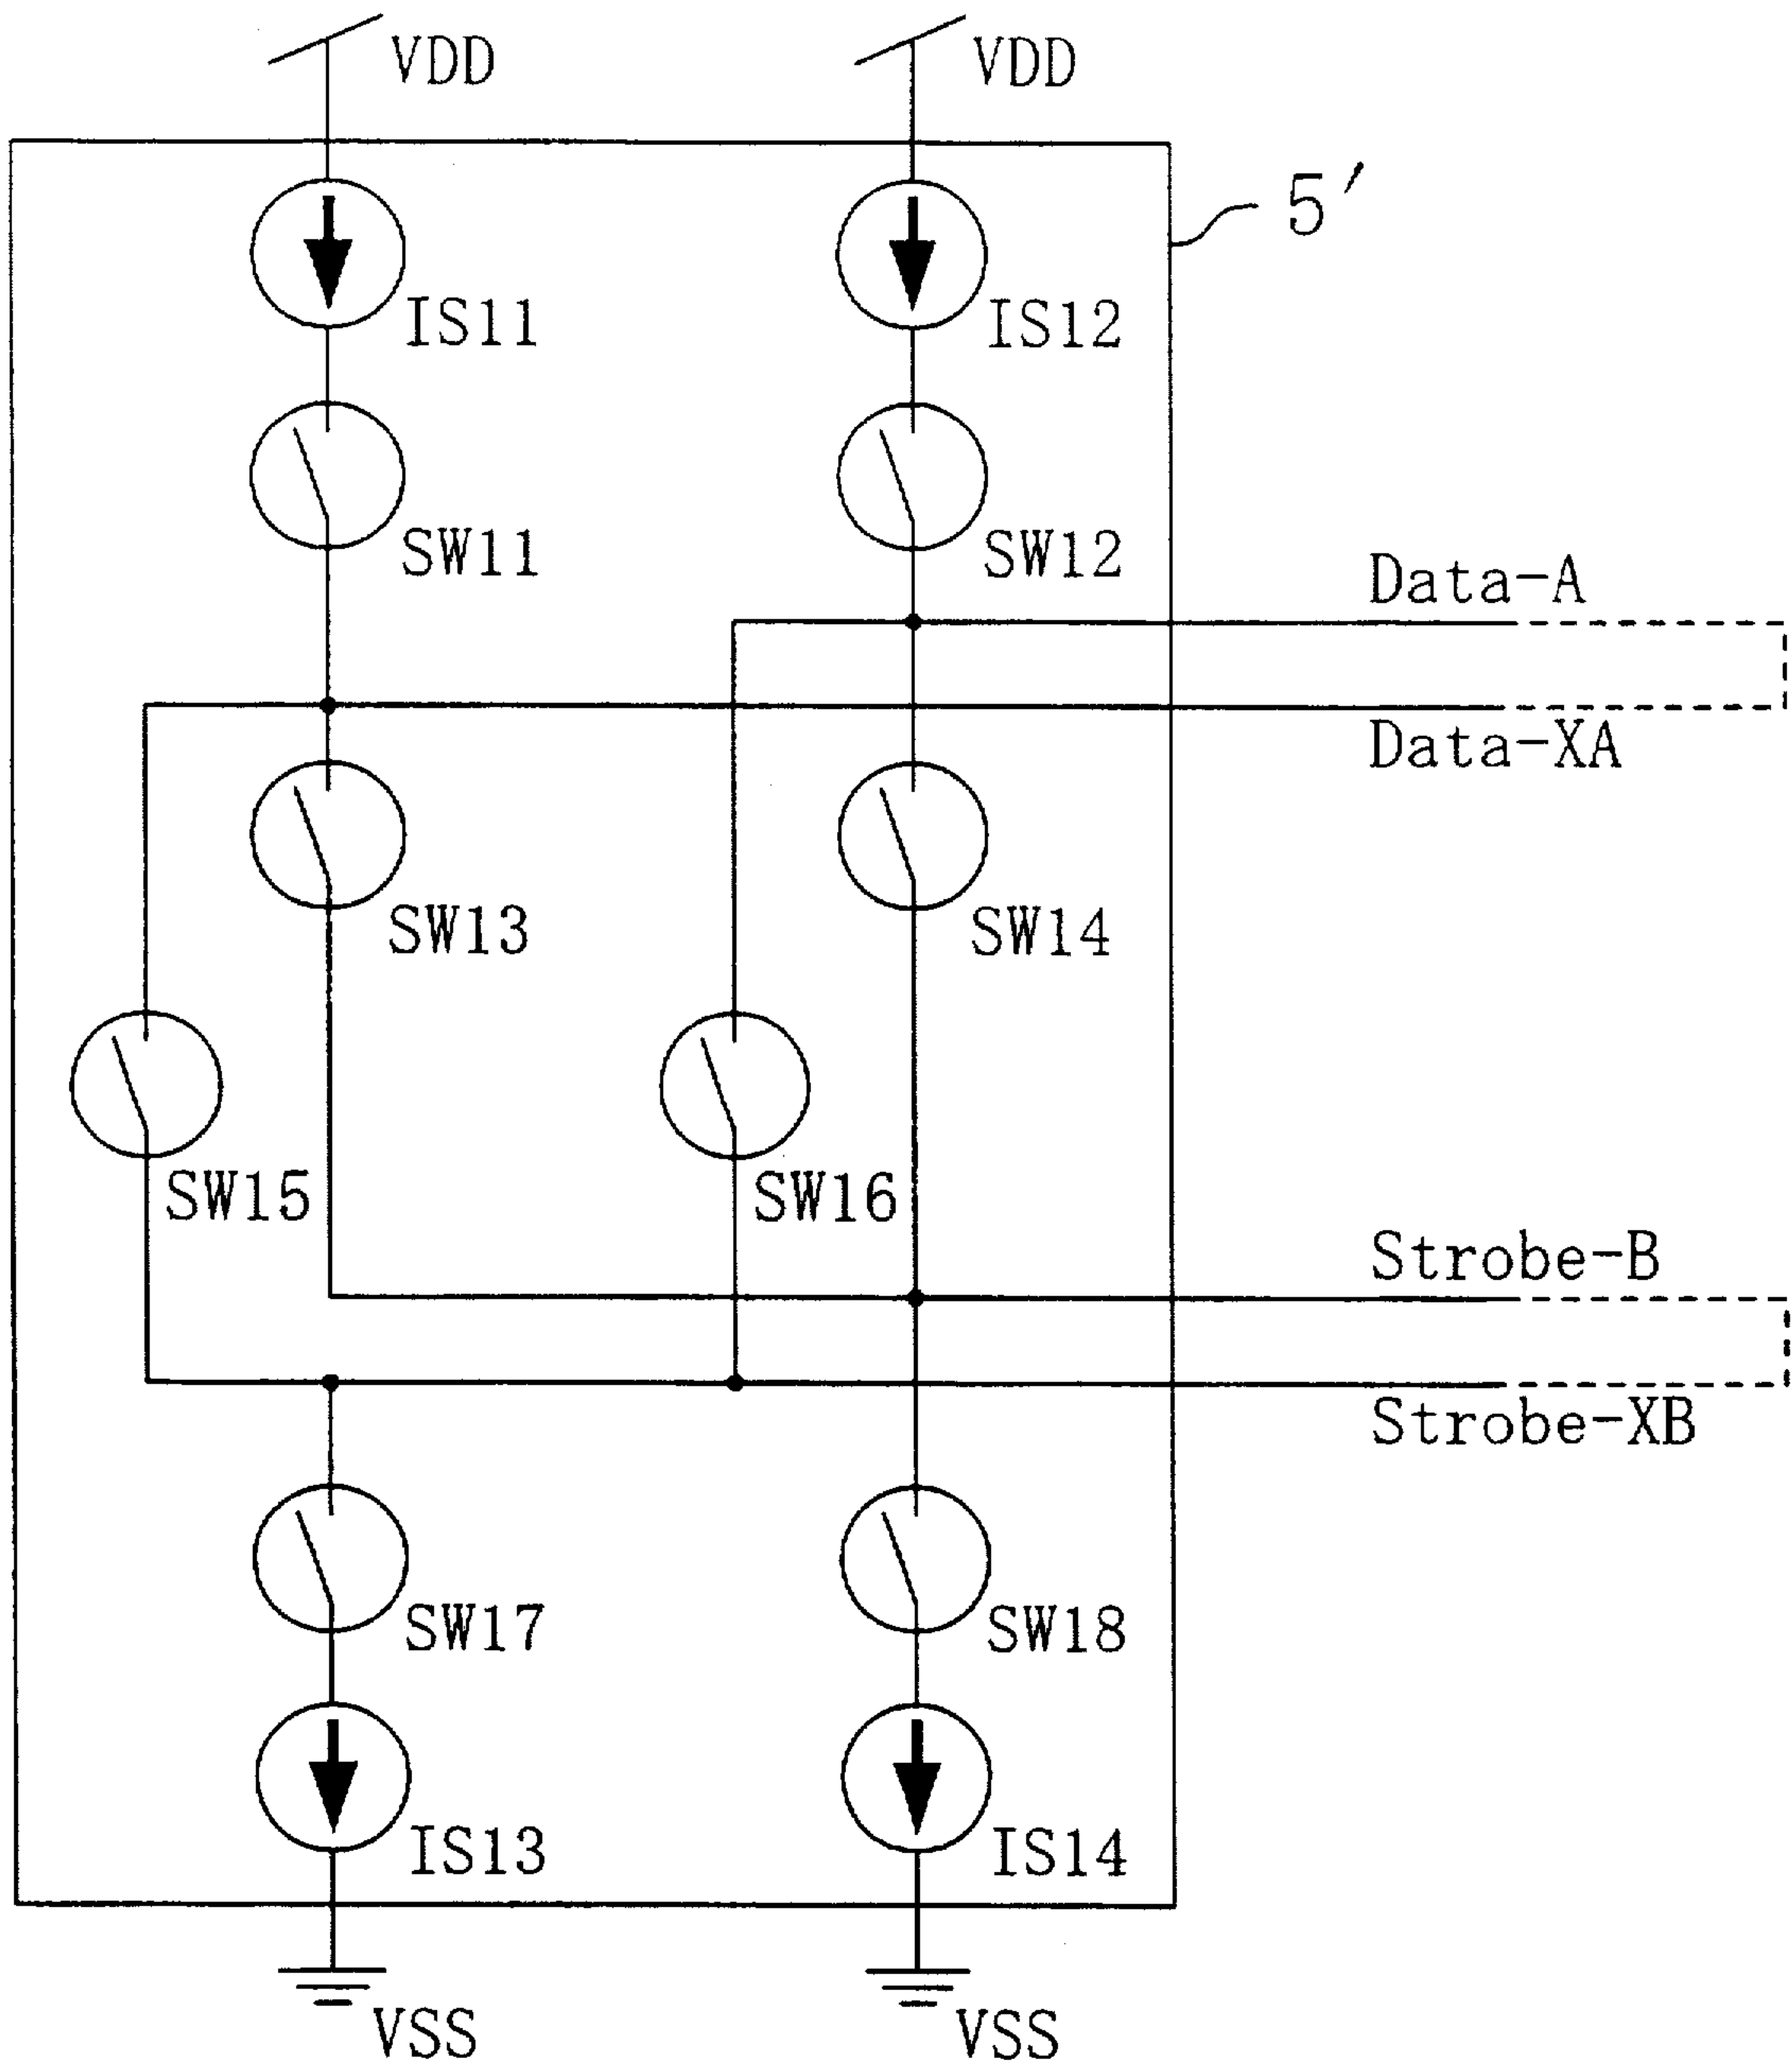 VDD
VDD
5′
IS11
IS12
SW11
SW12
Data-A
Data-XA
SW13
SW14
SW15
SW16
Strobe-B
Strobe-XB
SW17
SW18
IS13
IS14
VSS
VSS